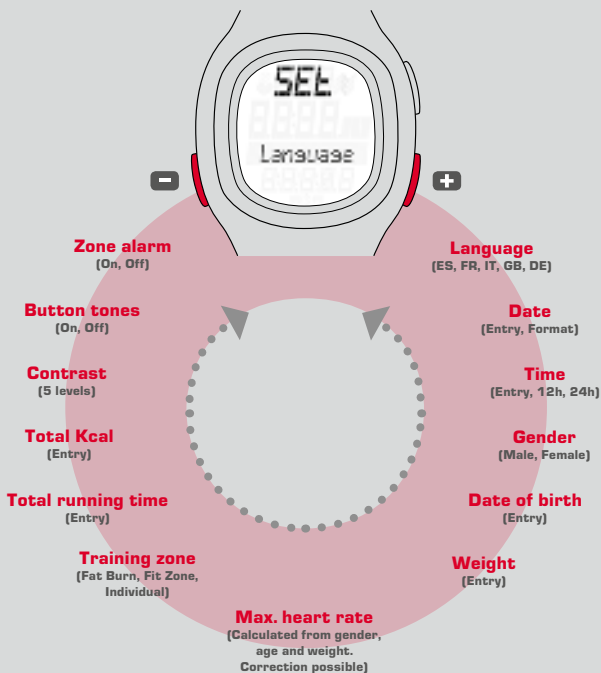 SEt
Language
−
+
Zone alarm
(On, Off)
Button tones
(On, Off)
Contrast
(5 levels)
Total Kcal
(Entry)
Total running time
(Entry)
Training zone
(Fat Burn, Fit Zone,
Individual)
Language
(ES, FR, IT, GB, DE)
Date
(Entry, Format)
Time
(Entry, 12h, 24h)
Gender
(Male, Female)
Date of birth
(Entry)
Weight
(Entry)
Max. heart rate
(Calculated from gender,
age and weight.
Correction possible)